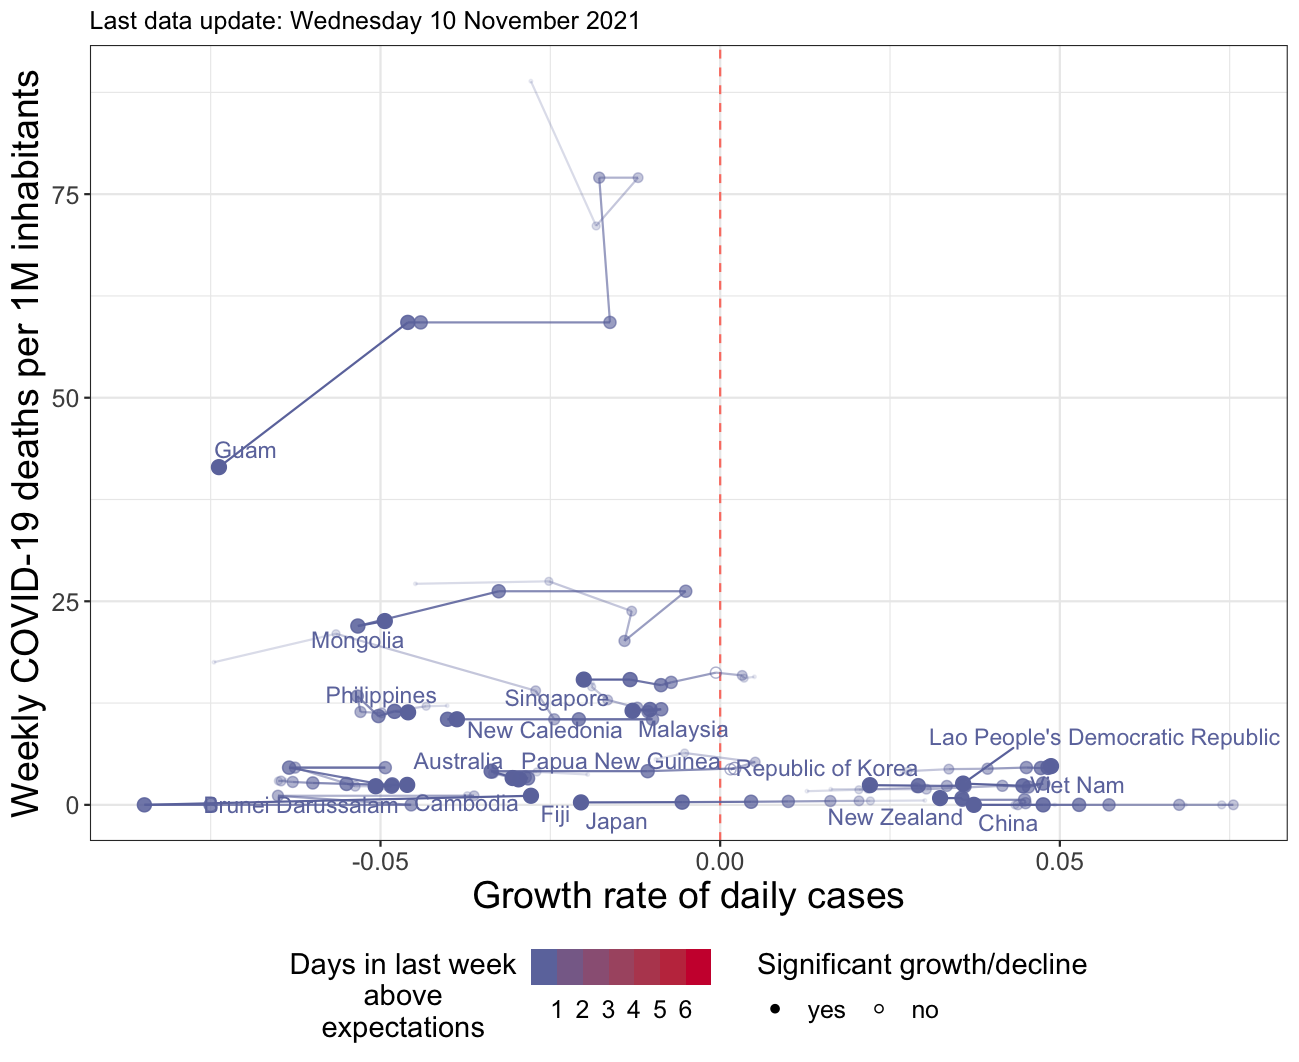 Last data update: Wednesday 10 November 2021
Weekly COVID-19 deaths per 1M inhabitants
75
50
25
0
Guam
Mongolia
Philippines
Singapore
New Caledonia
Malaysia
Lao People's Democratic Republic
Australia
Papua New Guinea
Republic of Korea
Viet Nam
Brunei Darussalam
Cambodia
Fiji
Japan
New Zealand
China
-0.05
0.00
0.05
Growth rate of daily cases
Days in last week
above
expectations
1 2 3 4 5 6
Significant growth/decline
yes
no